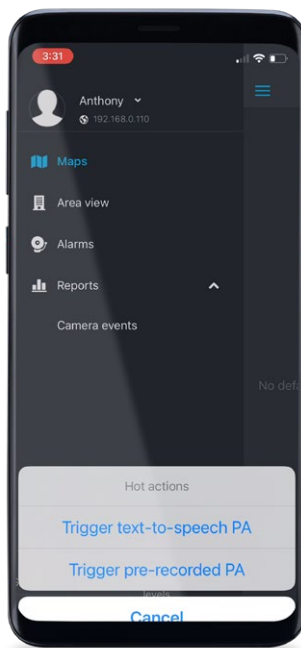 3:31
Anthony
192.168.0.110
Maps
Area view
Alarms
Reports
Camera events
No defa
Hot actions
Trigger text-to-speech PA
Trigger pre-recorded PA
levels
Cancel